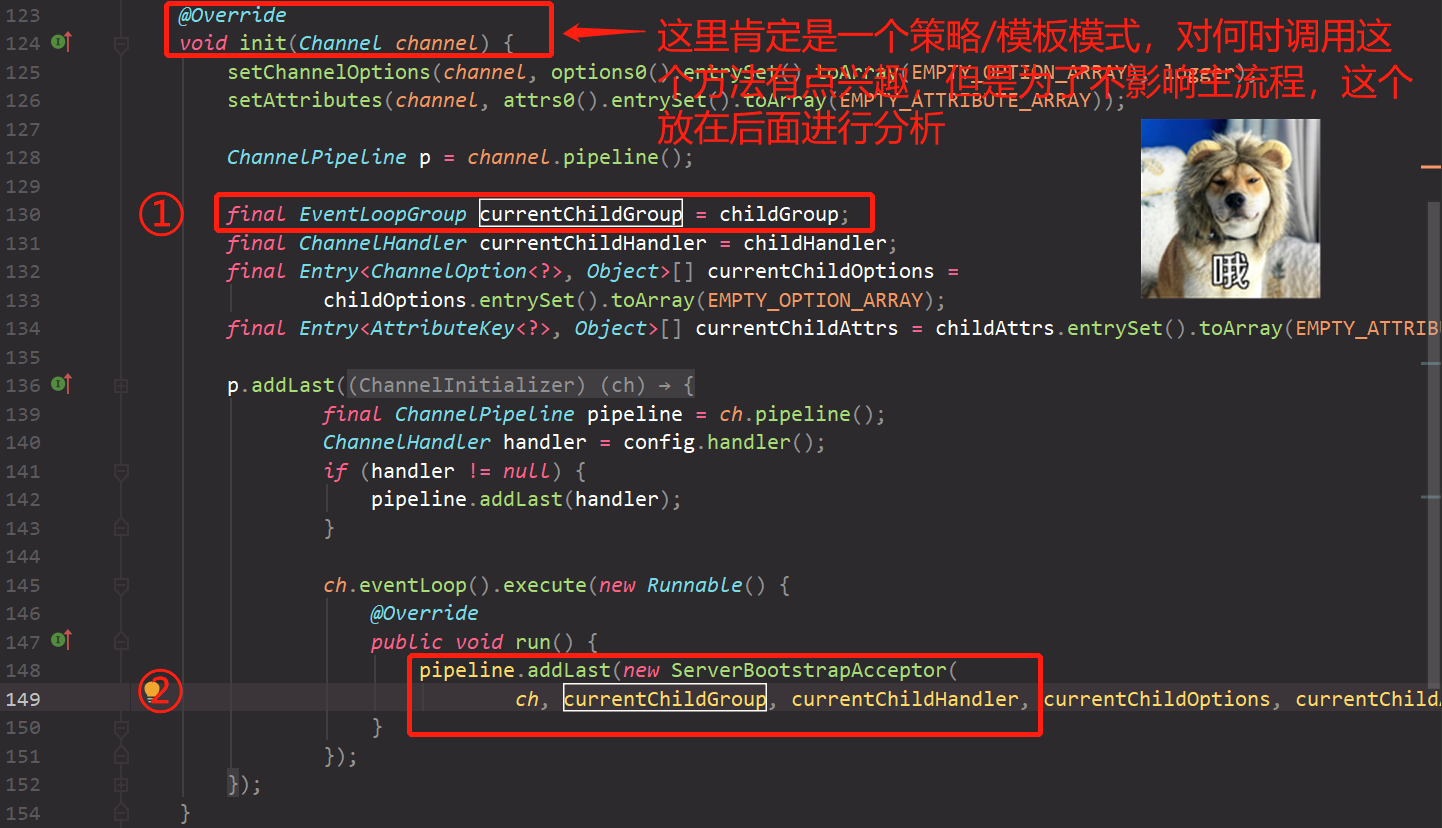 123 @Override
124 void init(Channel channel) {
这里肯定是一个策略/模板模式，对何时调用这
个方法有点兴趣，但是为了不影响主流程，这个
放在后面进行分析
125 setChannelOptions(channel, options0().entrySet().toArray(EMPTY_OPTION_ARRAY), logger);
126 setAttributes(channel, attrs0().entrySet().toArray(EMPTY_ATTRIBUTE_ARRAY));
127
128 ChannelPipeline p = channel.pipeline();
129
哦
① 130 final EventLoopGroup currentChildGroup = childGroup;
131 final ChannelHandler currentChildHandler = childHandler;
132 final Entry<ChannelOption<?>, Object>[] currentChildOptions =
133 childOptions.entrySet().toArray(EMPTY_OPTION_ARRAY);
134 final Entry<AttributeKey<?>, Object>[] currentChildAttrs = childAttrs.entrySet().toArray(EMPTY_ATTRIB
135
136 p.addLast((ChannelInitializer) (ch) → {
139 final ChannelPipeline pipeline = ch.pipeline();
140 ChannelHandler handler = config.handler();
141 if (handler != null) {
142 pipeline.addLast(handler);
143 }
144
145 ch.eventLoop().execute(new Runnable() {
146 @Override
147 public void run() {
148 pipeline.addLast(new ServerBootstrapAcceptor(
② 149 ch, currentChildGroup, currentChildHandler, currentChildOptions, currentChild
150 }
151 });
152 });
154 }